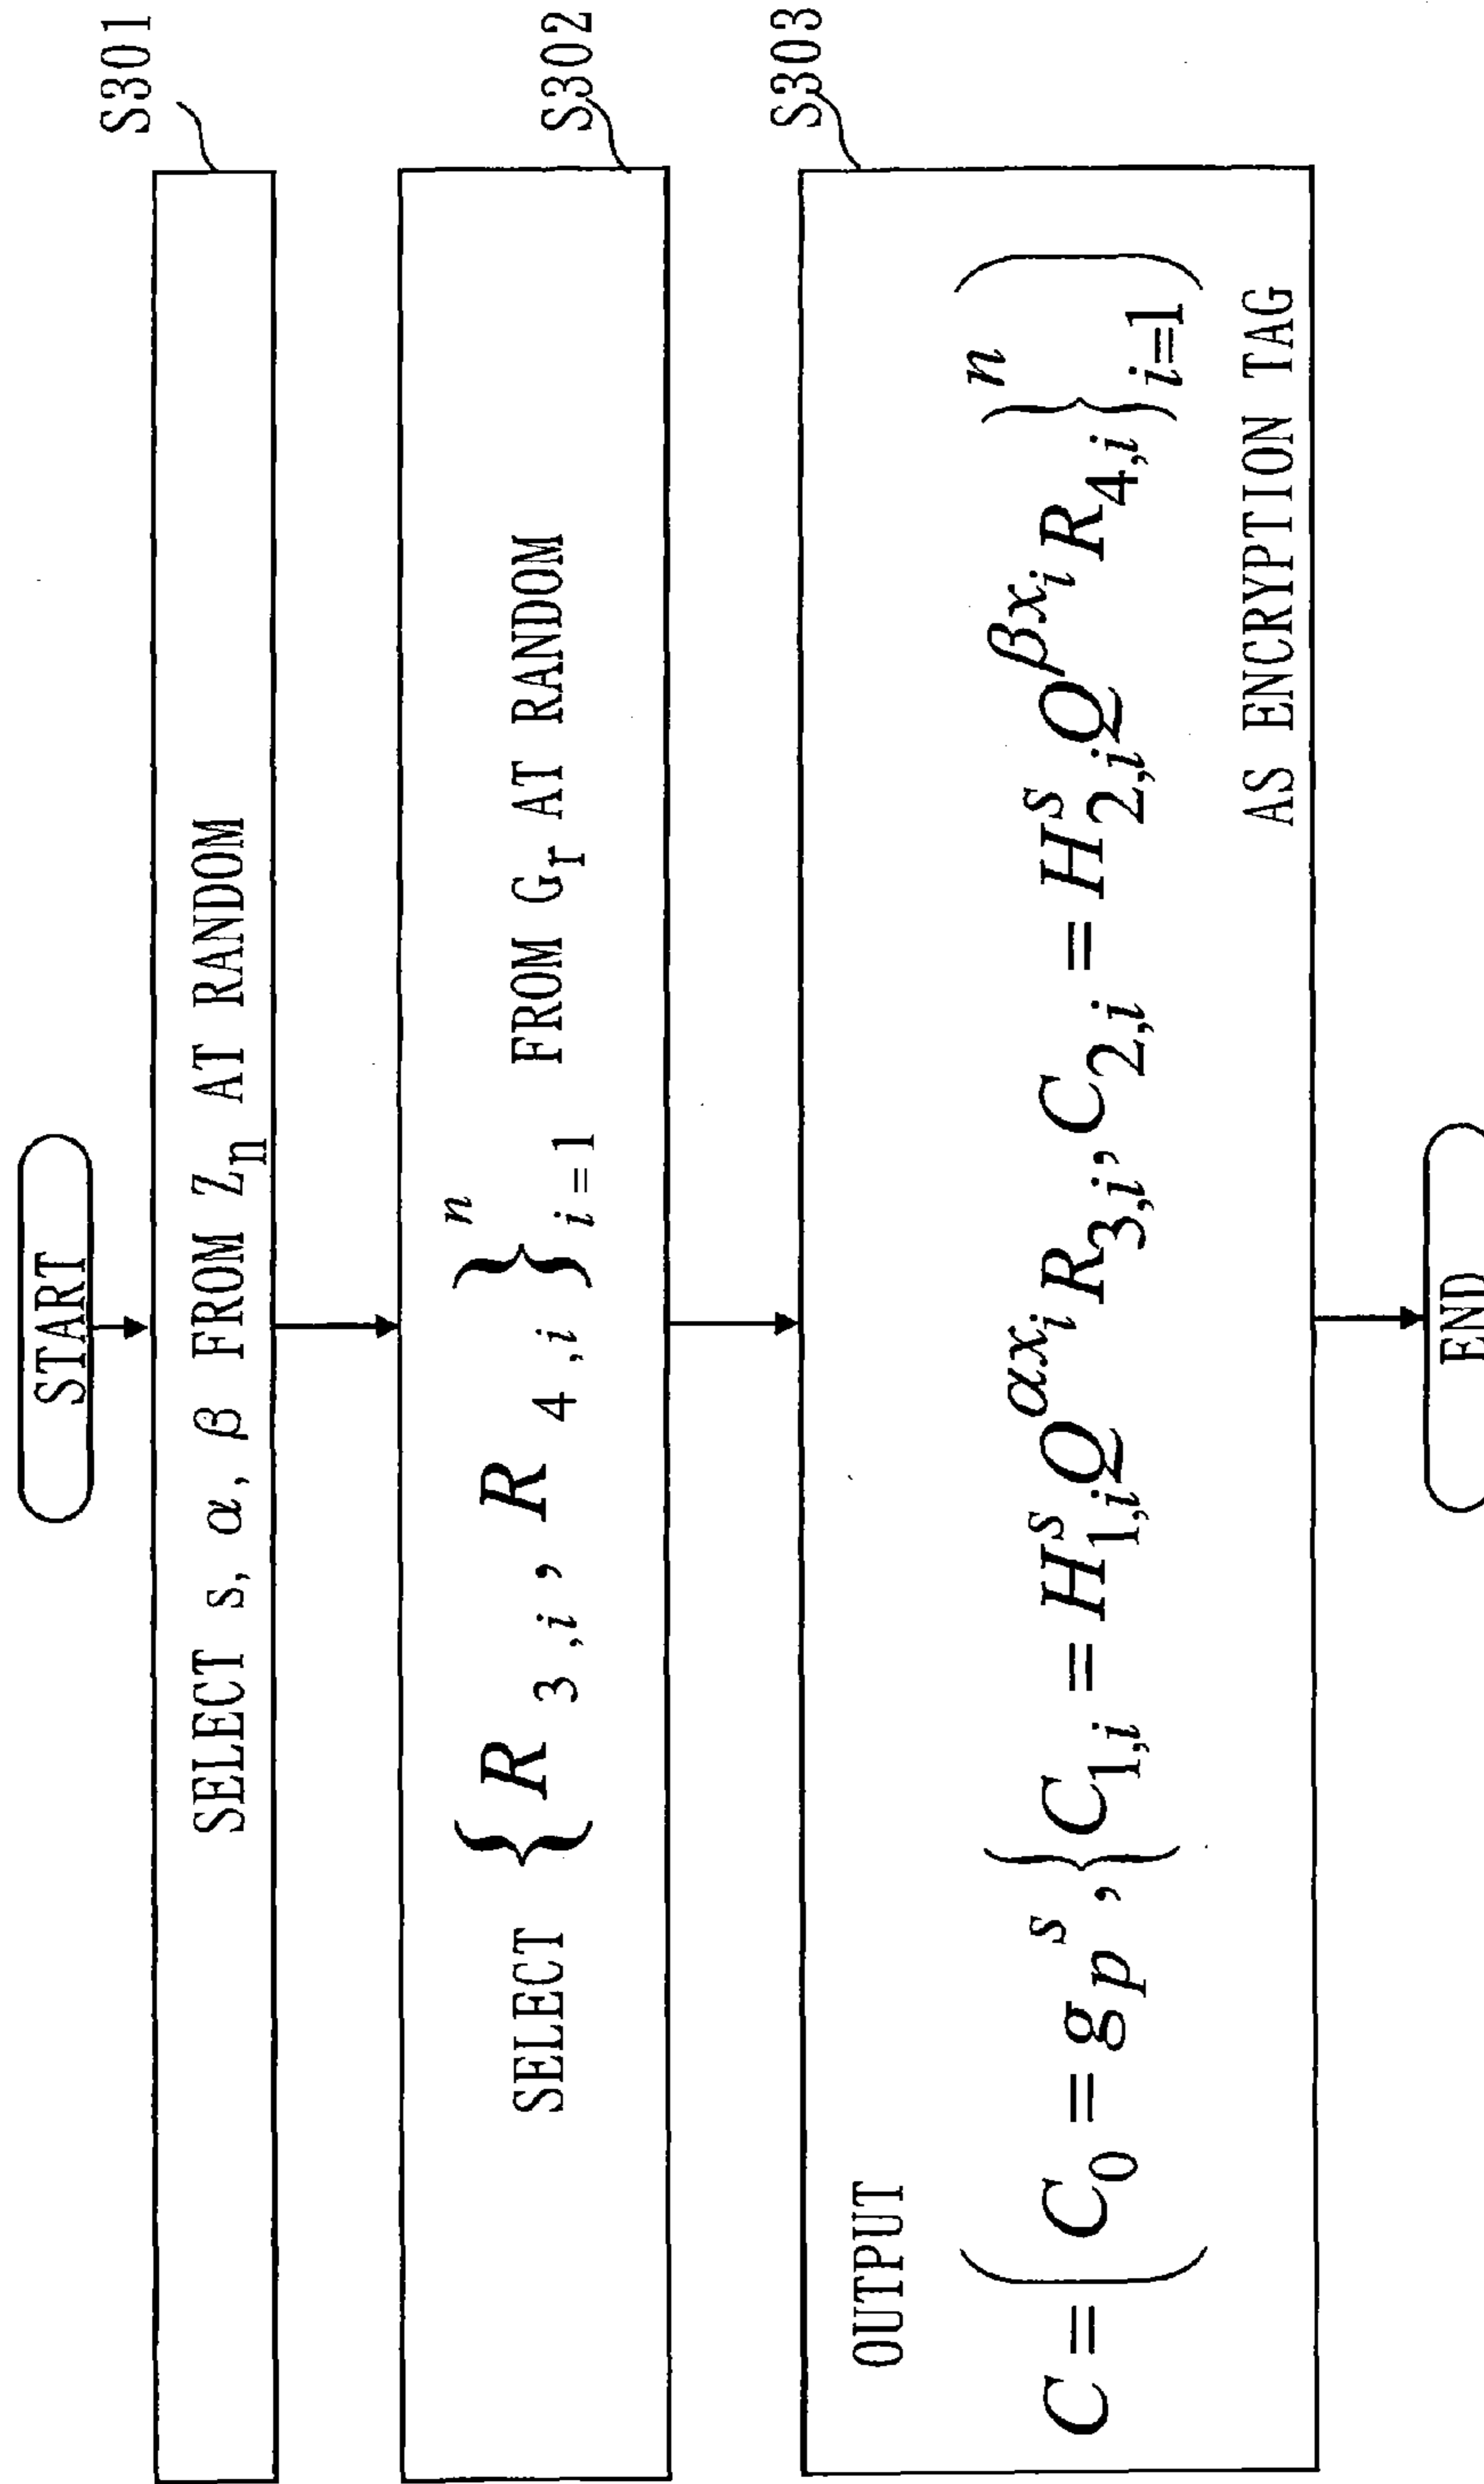 START
S301
SELECT s, α, β FROM Z_n AT RANDOM
S302
SELECT {R_{3,i}, R_{4,i}}_{i=1}^n FROM G_r AT RANDOM
S303
OUTPUT
C = (C_0 = g_p^s, {C_{1,i} = H_{1,i}^s Q^{αx_i} R_{3,i}, C_{2,i} = H_{2,i}^s Q^{βx_i} R_{4,i}}_{i=1}^n)
AS ENCRYPTION TAG
END